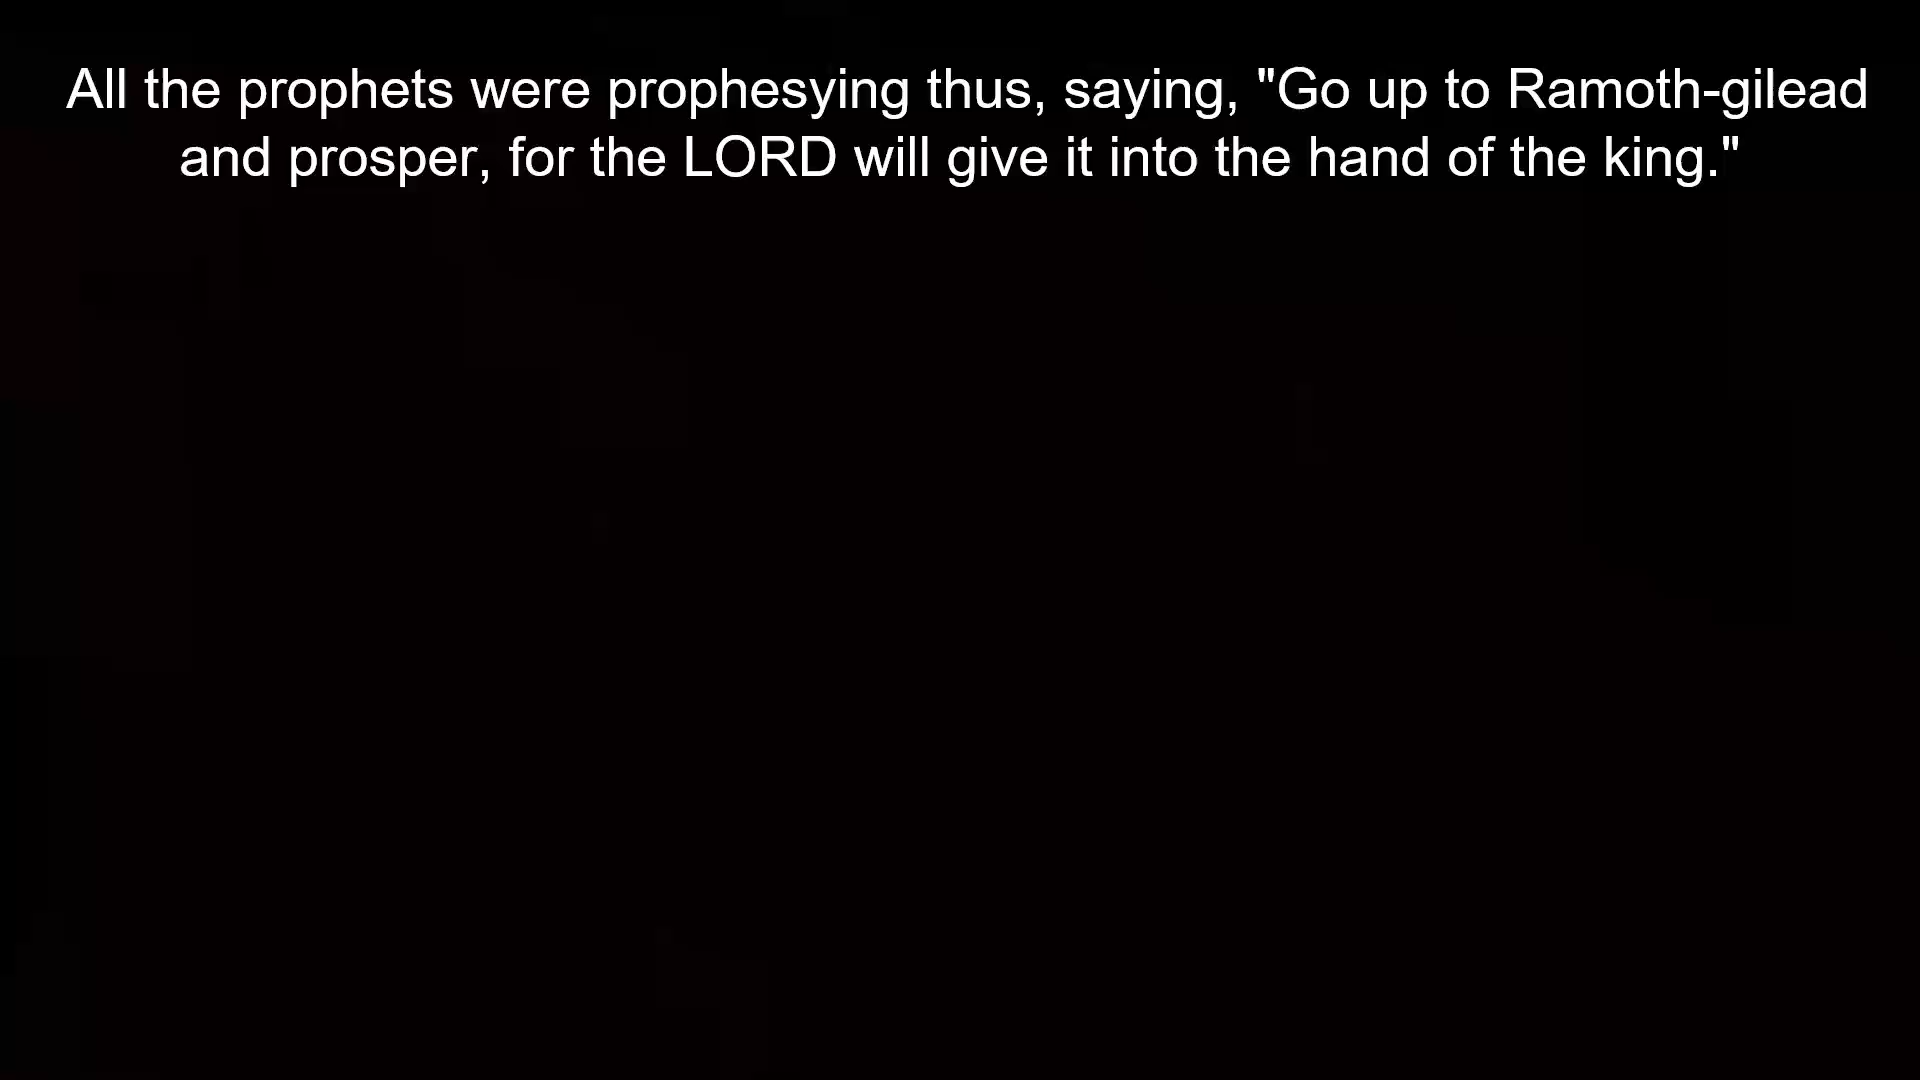 All the prophets were prophesying thus, saying, "Go up to Ramoth-gilead
and prosper, for the LORD will give it into the hand of the king."